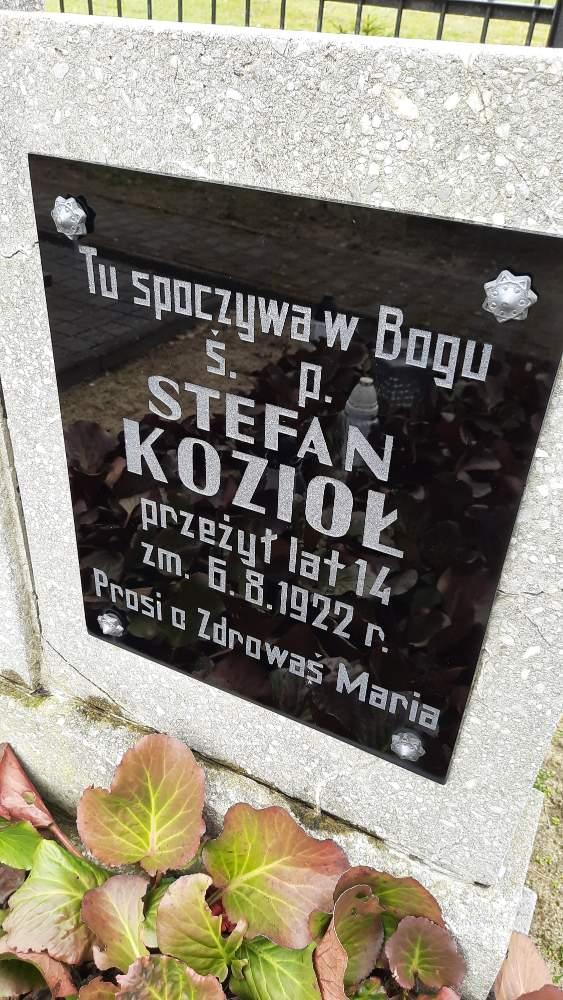 Tu spoczywa w Bogu
ś. p.
STEFAN
KOZIOŁ
przeżył lat 14
zm. 6.8.1922 r.
Prosi o Zdrowaś Maria